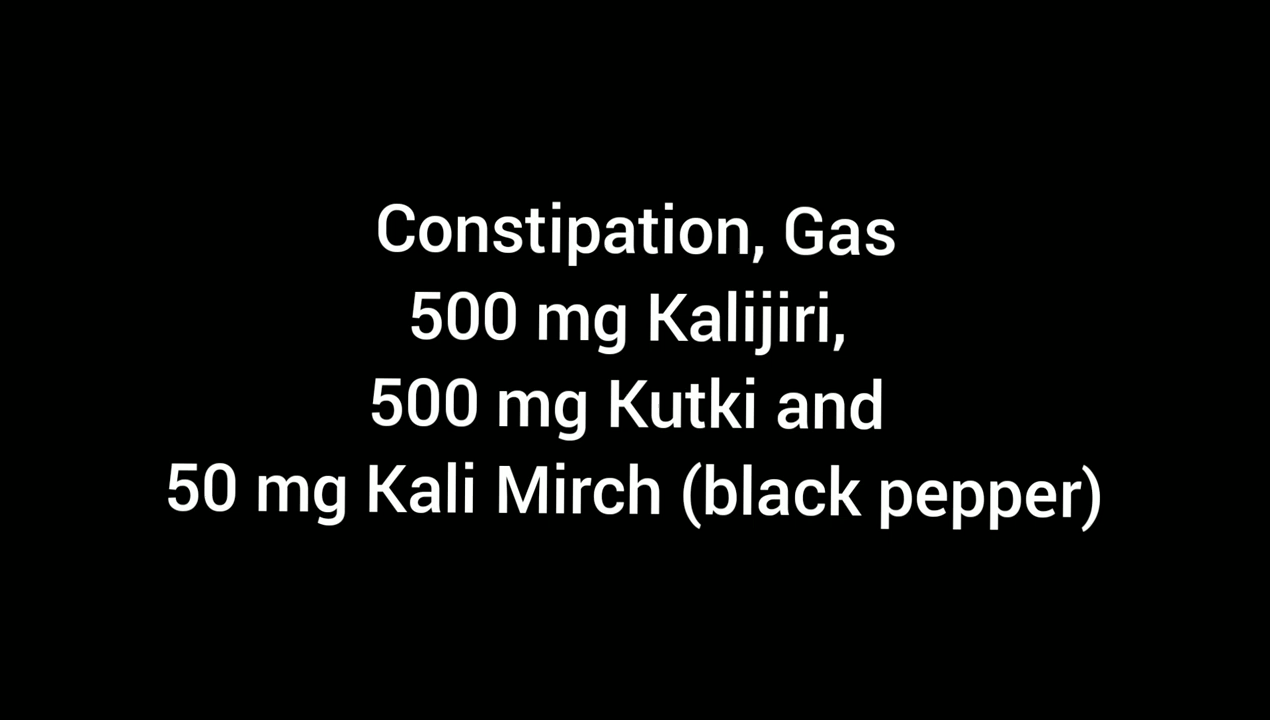 Constipation, Gas
500 mg Kalijiri,
500 mg Kutki and
50 mg Kali Mirch (black pepper)